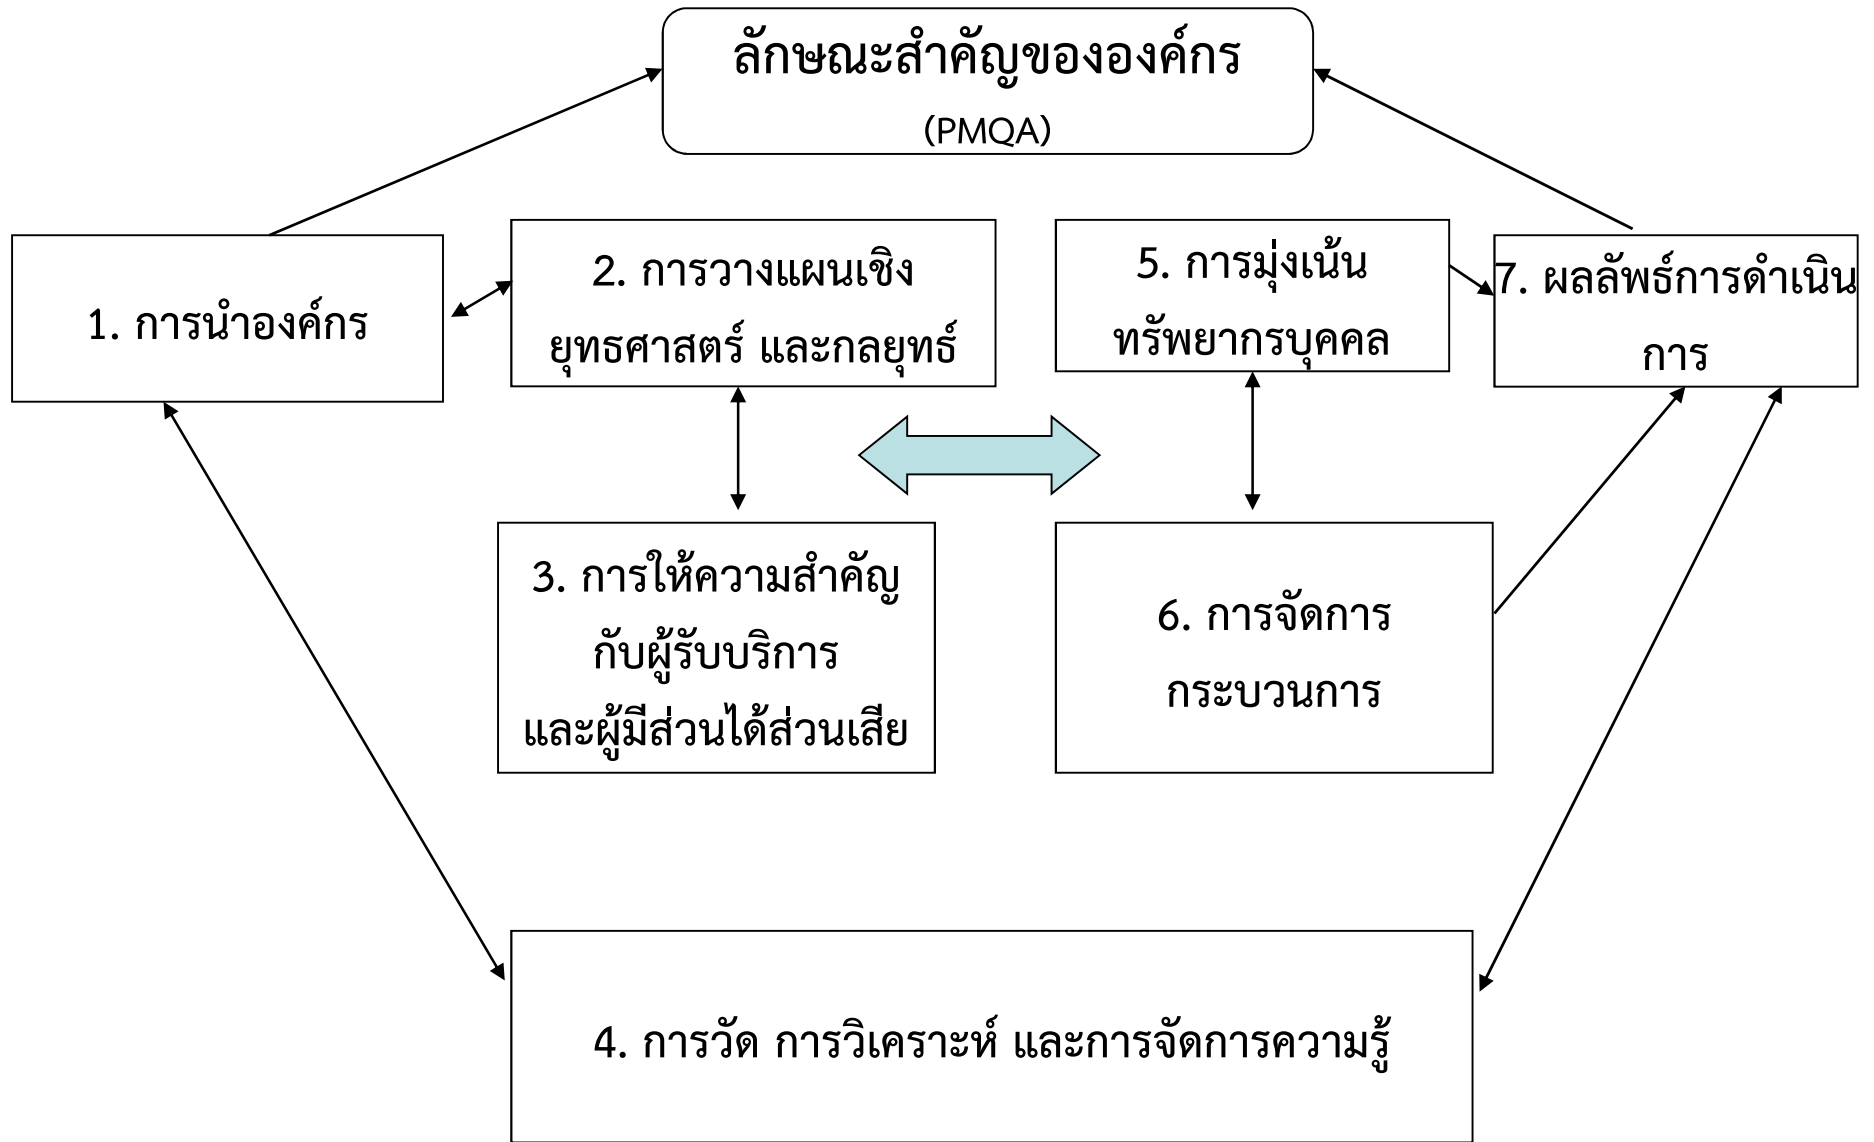 ลักษณะสำคัญขององค์กร
(PMQA)
1. การนำองค์กร
2. การวางแผนเชิง
ยุทธศาสตร์ และกลยุทธ์
5. การมุ่งเน้น
ทรัพยากรบุคคล
7. ผลลัพธ์การดำเนิน
การ
3. การให้ความสำคัญ
กับผู้รับบริการ
และผู้มีส่วนได้ส่วนเสีย
6. การจัดการ
กระบวนการ
4. การวัด การวิเคราะห์ และการจัดการความรู้